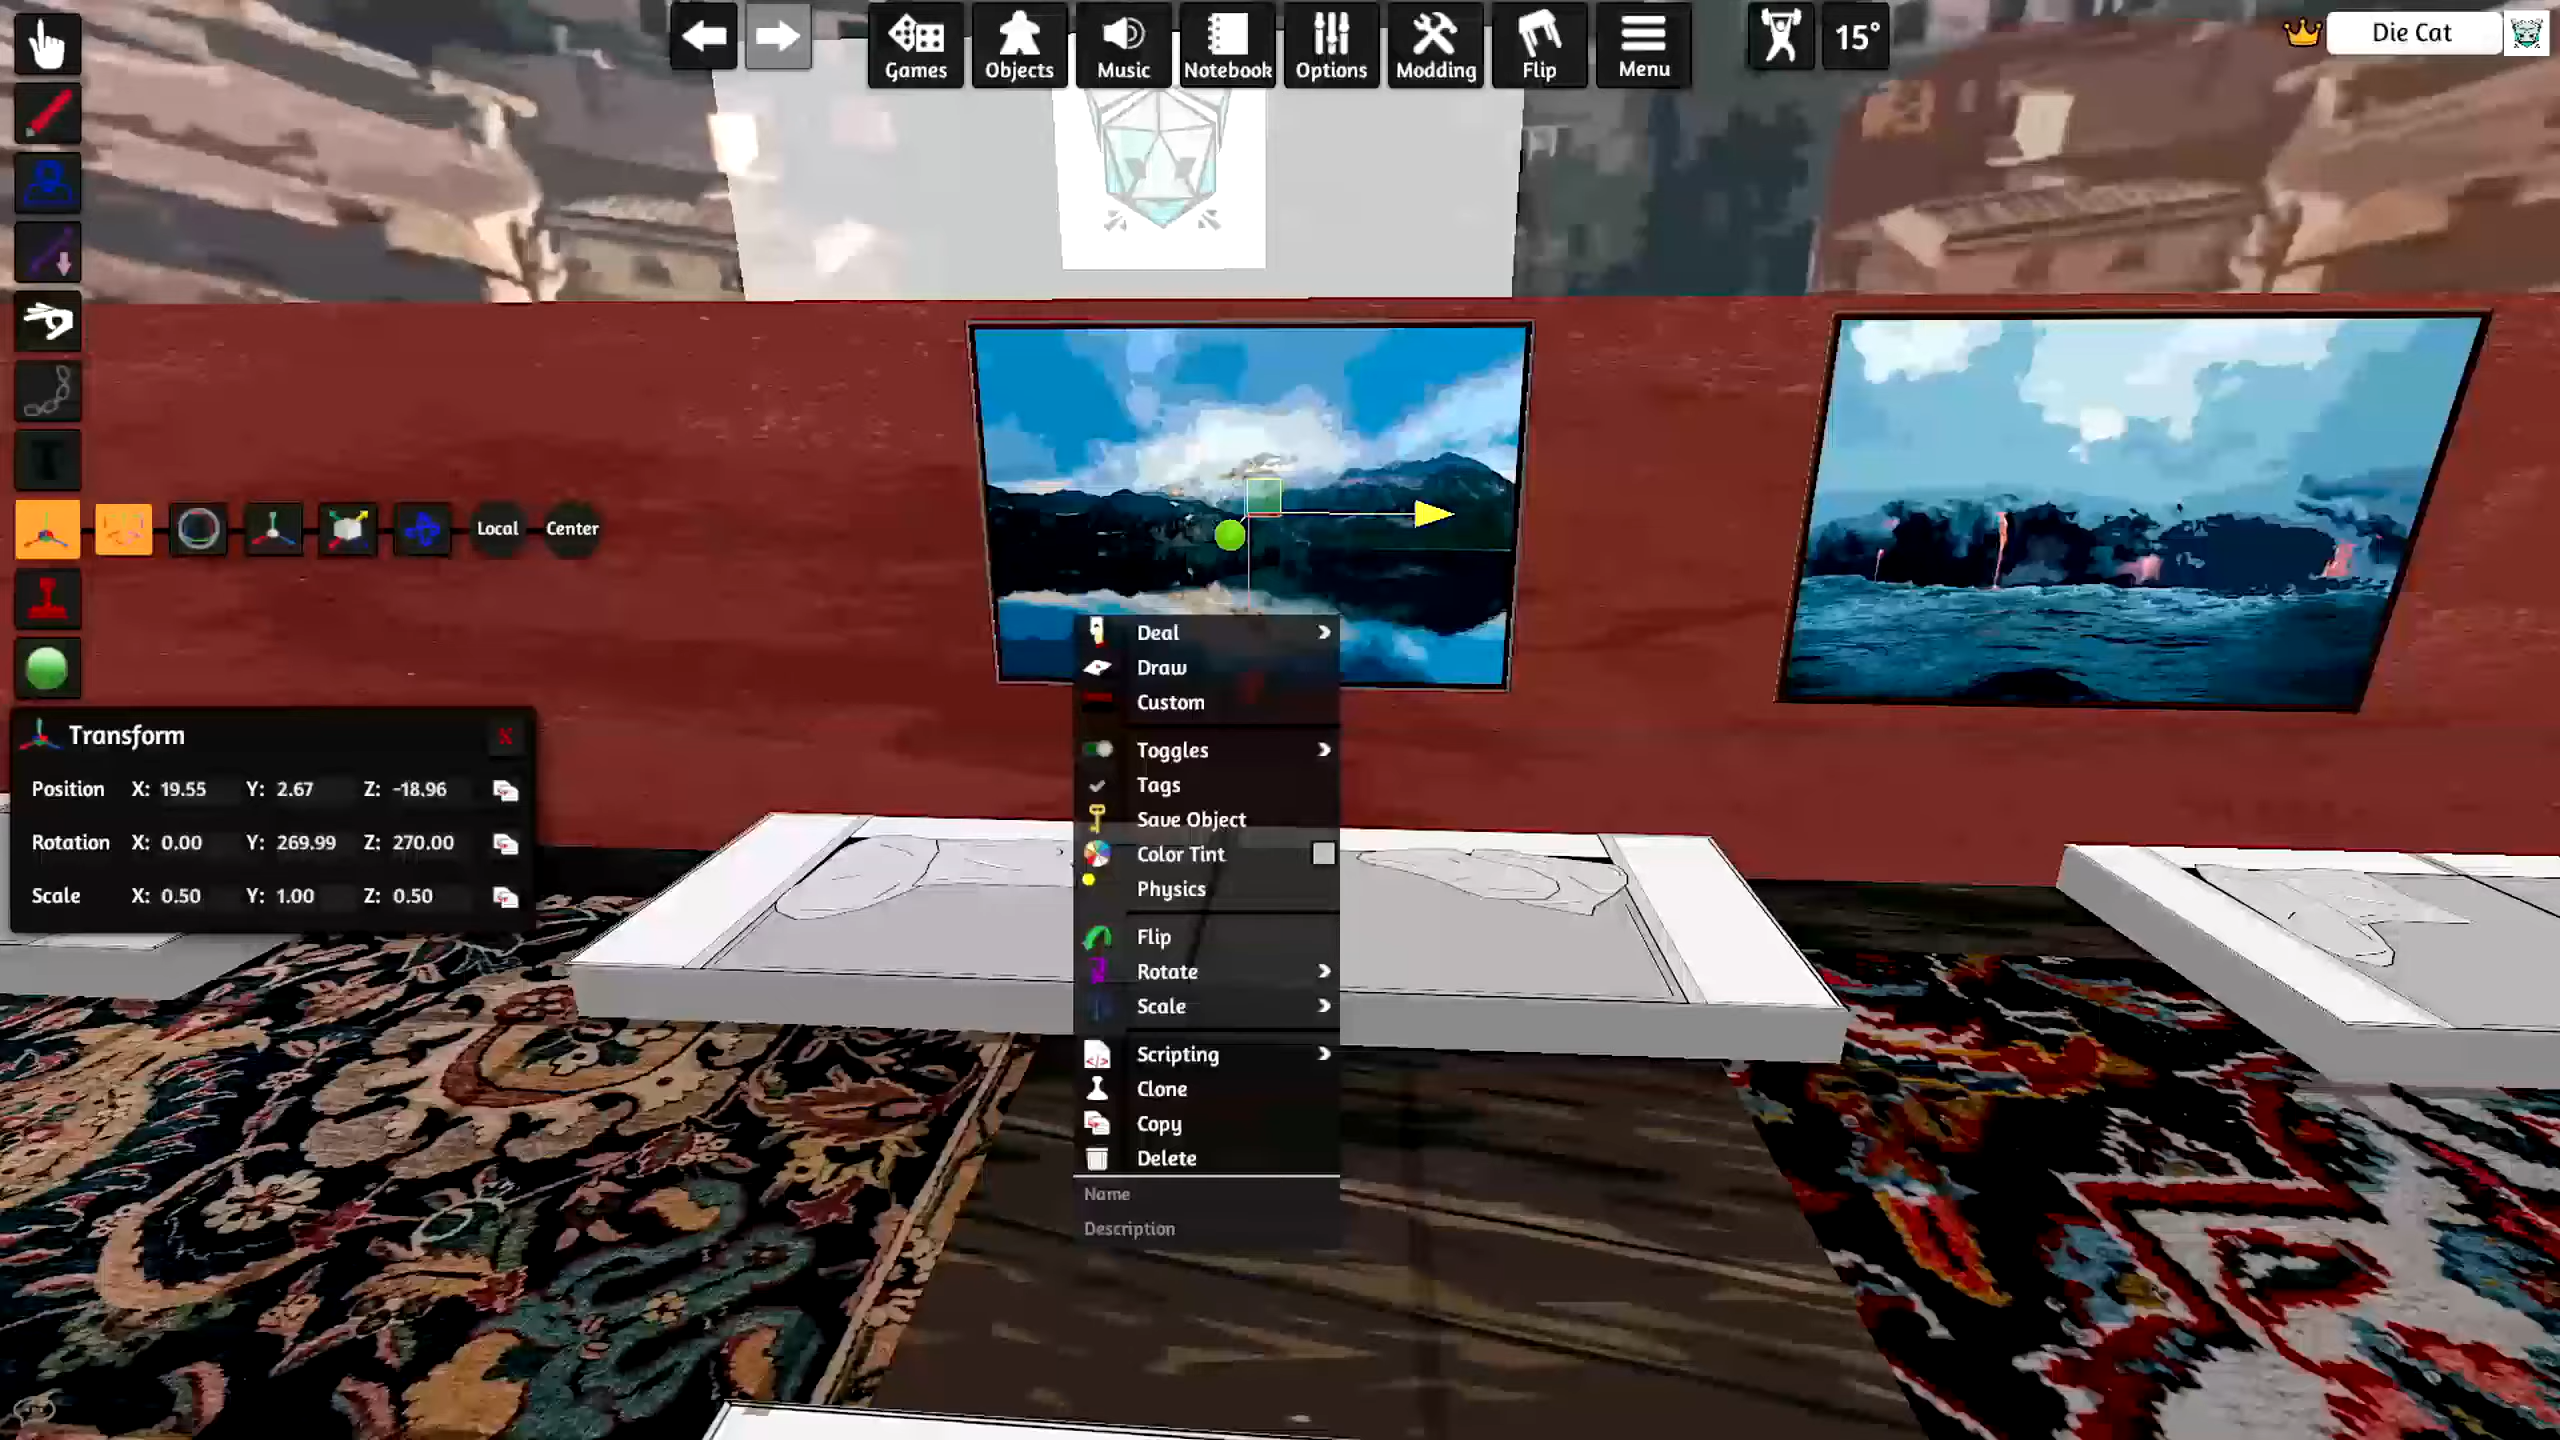 Games
Objects
Music
Notebook
Options
Modding
Flip
Menu
15°
Die Cat
T
Local
Center
Transform
X
Position X: 19.55 Y: 2.67 Z: -18.96
Rotation X: 0.00 Y: 269.99 Z: 270.00
Scale X: 0.50 Y: 1.00 Z: 0.50
Deal
Draw
Custom
Toggles
Tags
Save Object
Color Tint
Physics
Flip
Rotate
Scale
Scripting
Clone
Copy
Delete
Name
Description